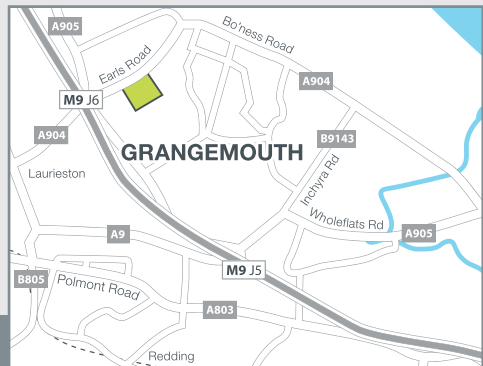 A905
Bo'ness Road
Earls Road
A904
M9 J6
A904
B9143
GRANGEMOUTH
Laurieston
Inchyra Rd
Wholeflats Rd
A9
A905
M9 J5
B805
Polmont Road
A803
Redding